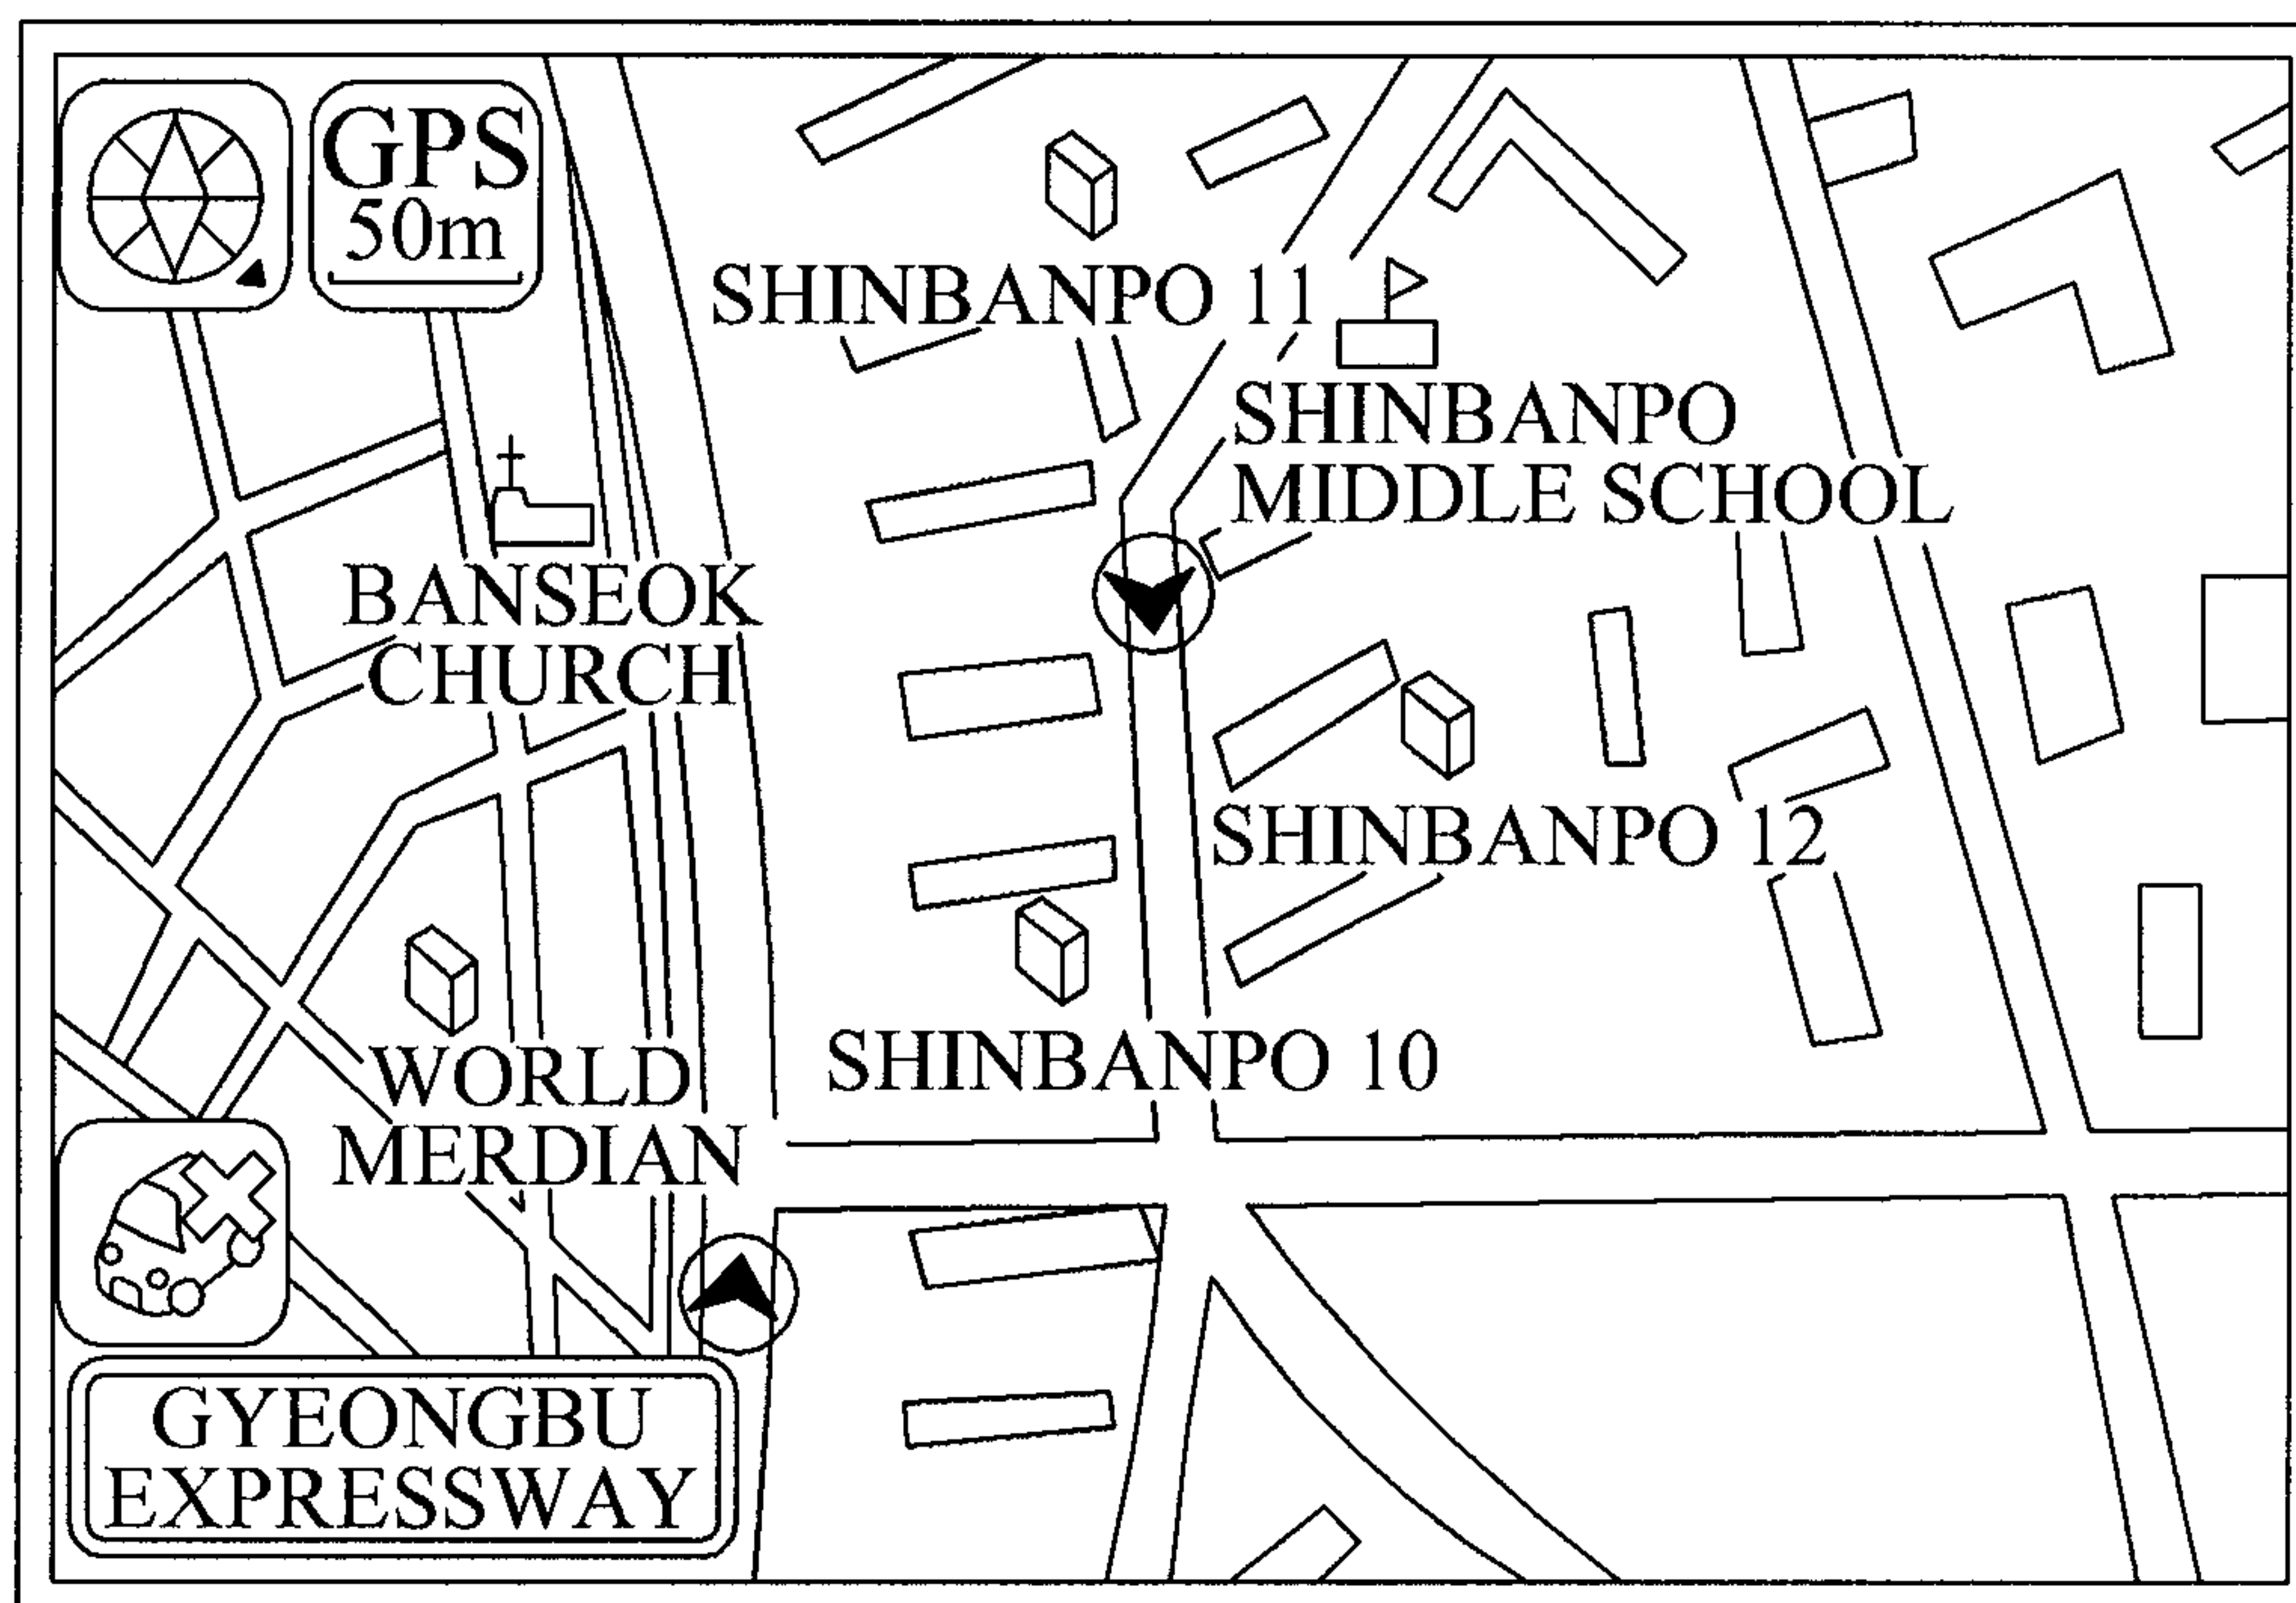 GPS
50m
SHINBANPO 11
SHINBANPO
MIDDLE SCHOOL
BANSEOK
CHURCH
SHINBANPO 12
WORLD
MERDIAN
SHINBANPO 10
GYEONGBU
EXPRESSWAY